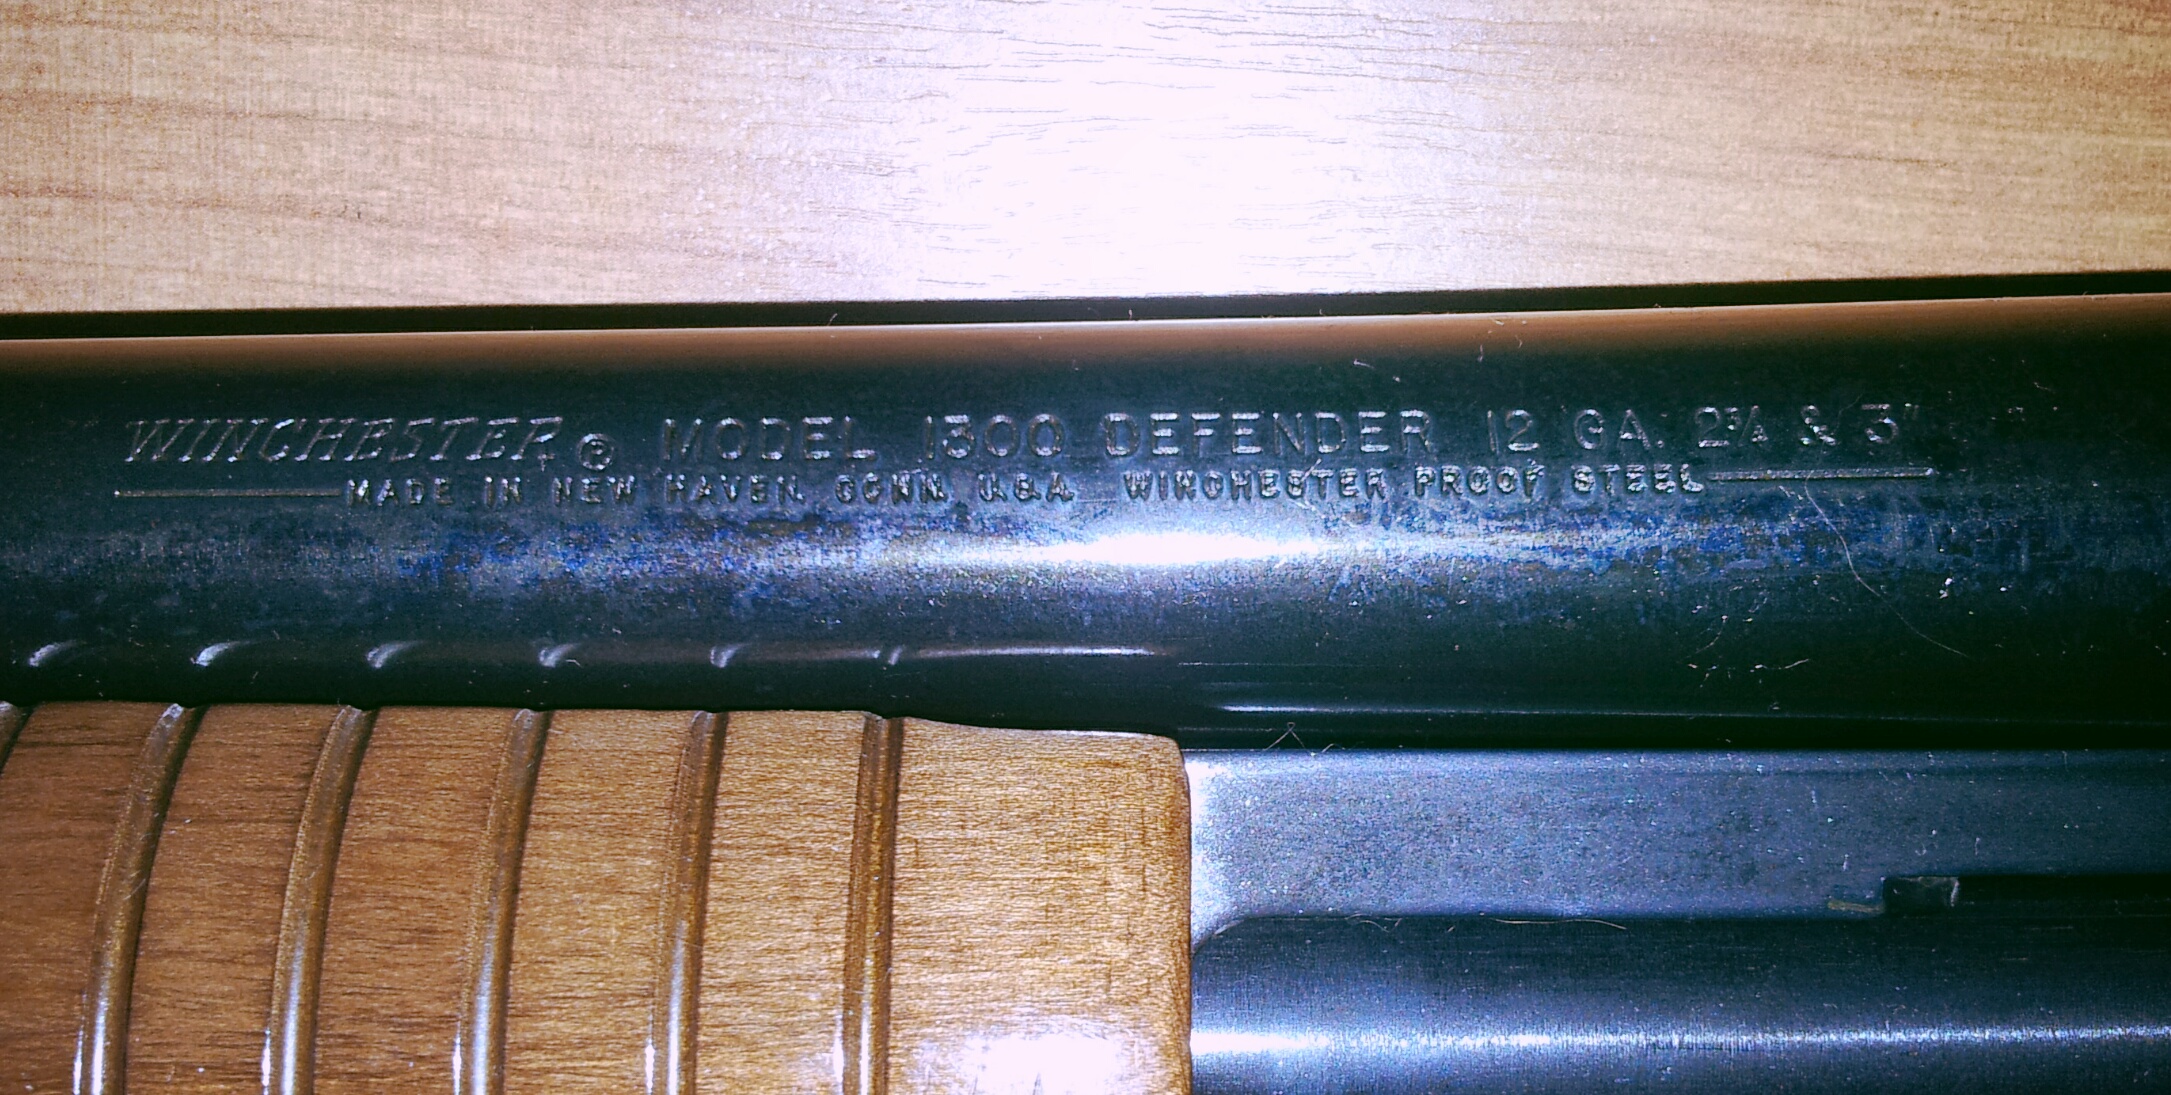 WINCHESTER ® MODEL 1300 DEFENDER 12 GA. 2¾ & 3"
MADE IN NEW HAVEN. CONN. U.S.A. WINCHESTER PROOF STEEL